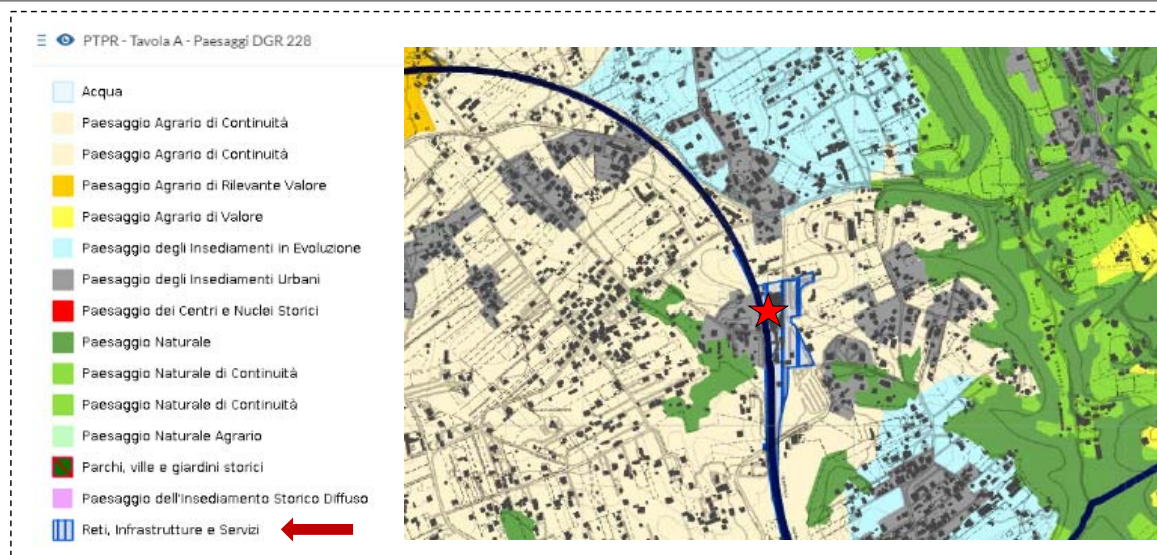 PTPR - Tavola A - Paesaggi DGR 228
Acqua
Paesaggio Agrario di Continuità
Paesaggio Agrario di Continuità
Paesaggio Agrario di Rilevante Valore
Paesaggio Agrario di Valore
Paesaggio degli Insediamenti in Evoluzione
Paesaggio degli Insediamenti Urbani
Paesaggio dei Centri e Nuclei Storici
Paesaggio Naturale
Paesaggio Naturale di Continuità
Paesaggio Naturale di Continuità
Paesaggio Naturale Agrario
Parchi, ville e giardini storici
Paesaggio dell'Insediamento Storico Diffuso
Reti, Infrastrutture e Servizi